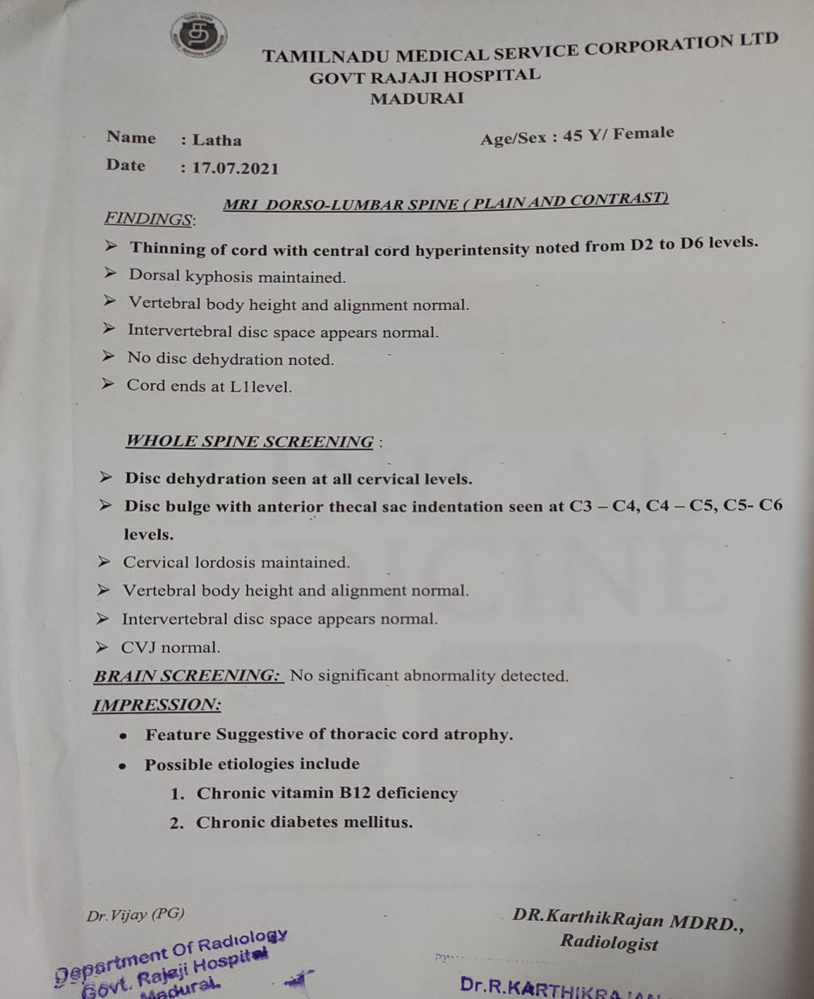 த
TAMILNADU MEDICAL SERVICE CORPORATION LTD
GOVT RAJAJI HOSPITAL
MADURAI
Name : Latha
Age/Sex : 45 Y/ Female
Date : 17.07.2021
MRI DORSO-LUMBAR SPINE ( PLAIN AND CONTRAST)
FINDINGS:
➢ Thinning of cord with central cord hyperintensity noted from D2 to D6 levels.
➢ Dorsal kyphosis maintained.
➢ Vertebral body height and alignment normal.
➢ Intervertebral disc space appears normal.
➢ No disc dehydration noted.
➢ Cord ends at L1level.
WHOLE SPINE SCREENING :
➢ Disc dehydration seen at all cervical levels.
➢ Disc bulge with anterior thecal sac indentation seen at C3 – C4, C4 – C5, C5- C6
levels.
➢ Cervical lordosis maintained.
➢ Vertebral body height and alignment normal.
➢ Intervertebral disc space appears normal.
➢ CVJ normal.
BRAIN SCREENING: No significant abnormality detected.
IMPRESSION:
• Feature Suggestive of thoracic cord atrophy.
• Possible etiologies include
1. Chronic vitamin B12 deficiency
2. Chronic diabetes mellitus.
Dr.Vijay (PG)
DR.KarthikRajan MDRD.,
Radiologist
Department Of Radiology
Govt. Rajaji Hospital
Madurai.
Dr.R.KARTHIKRAJAN